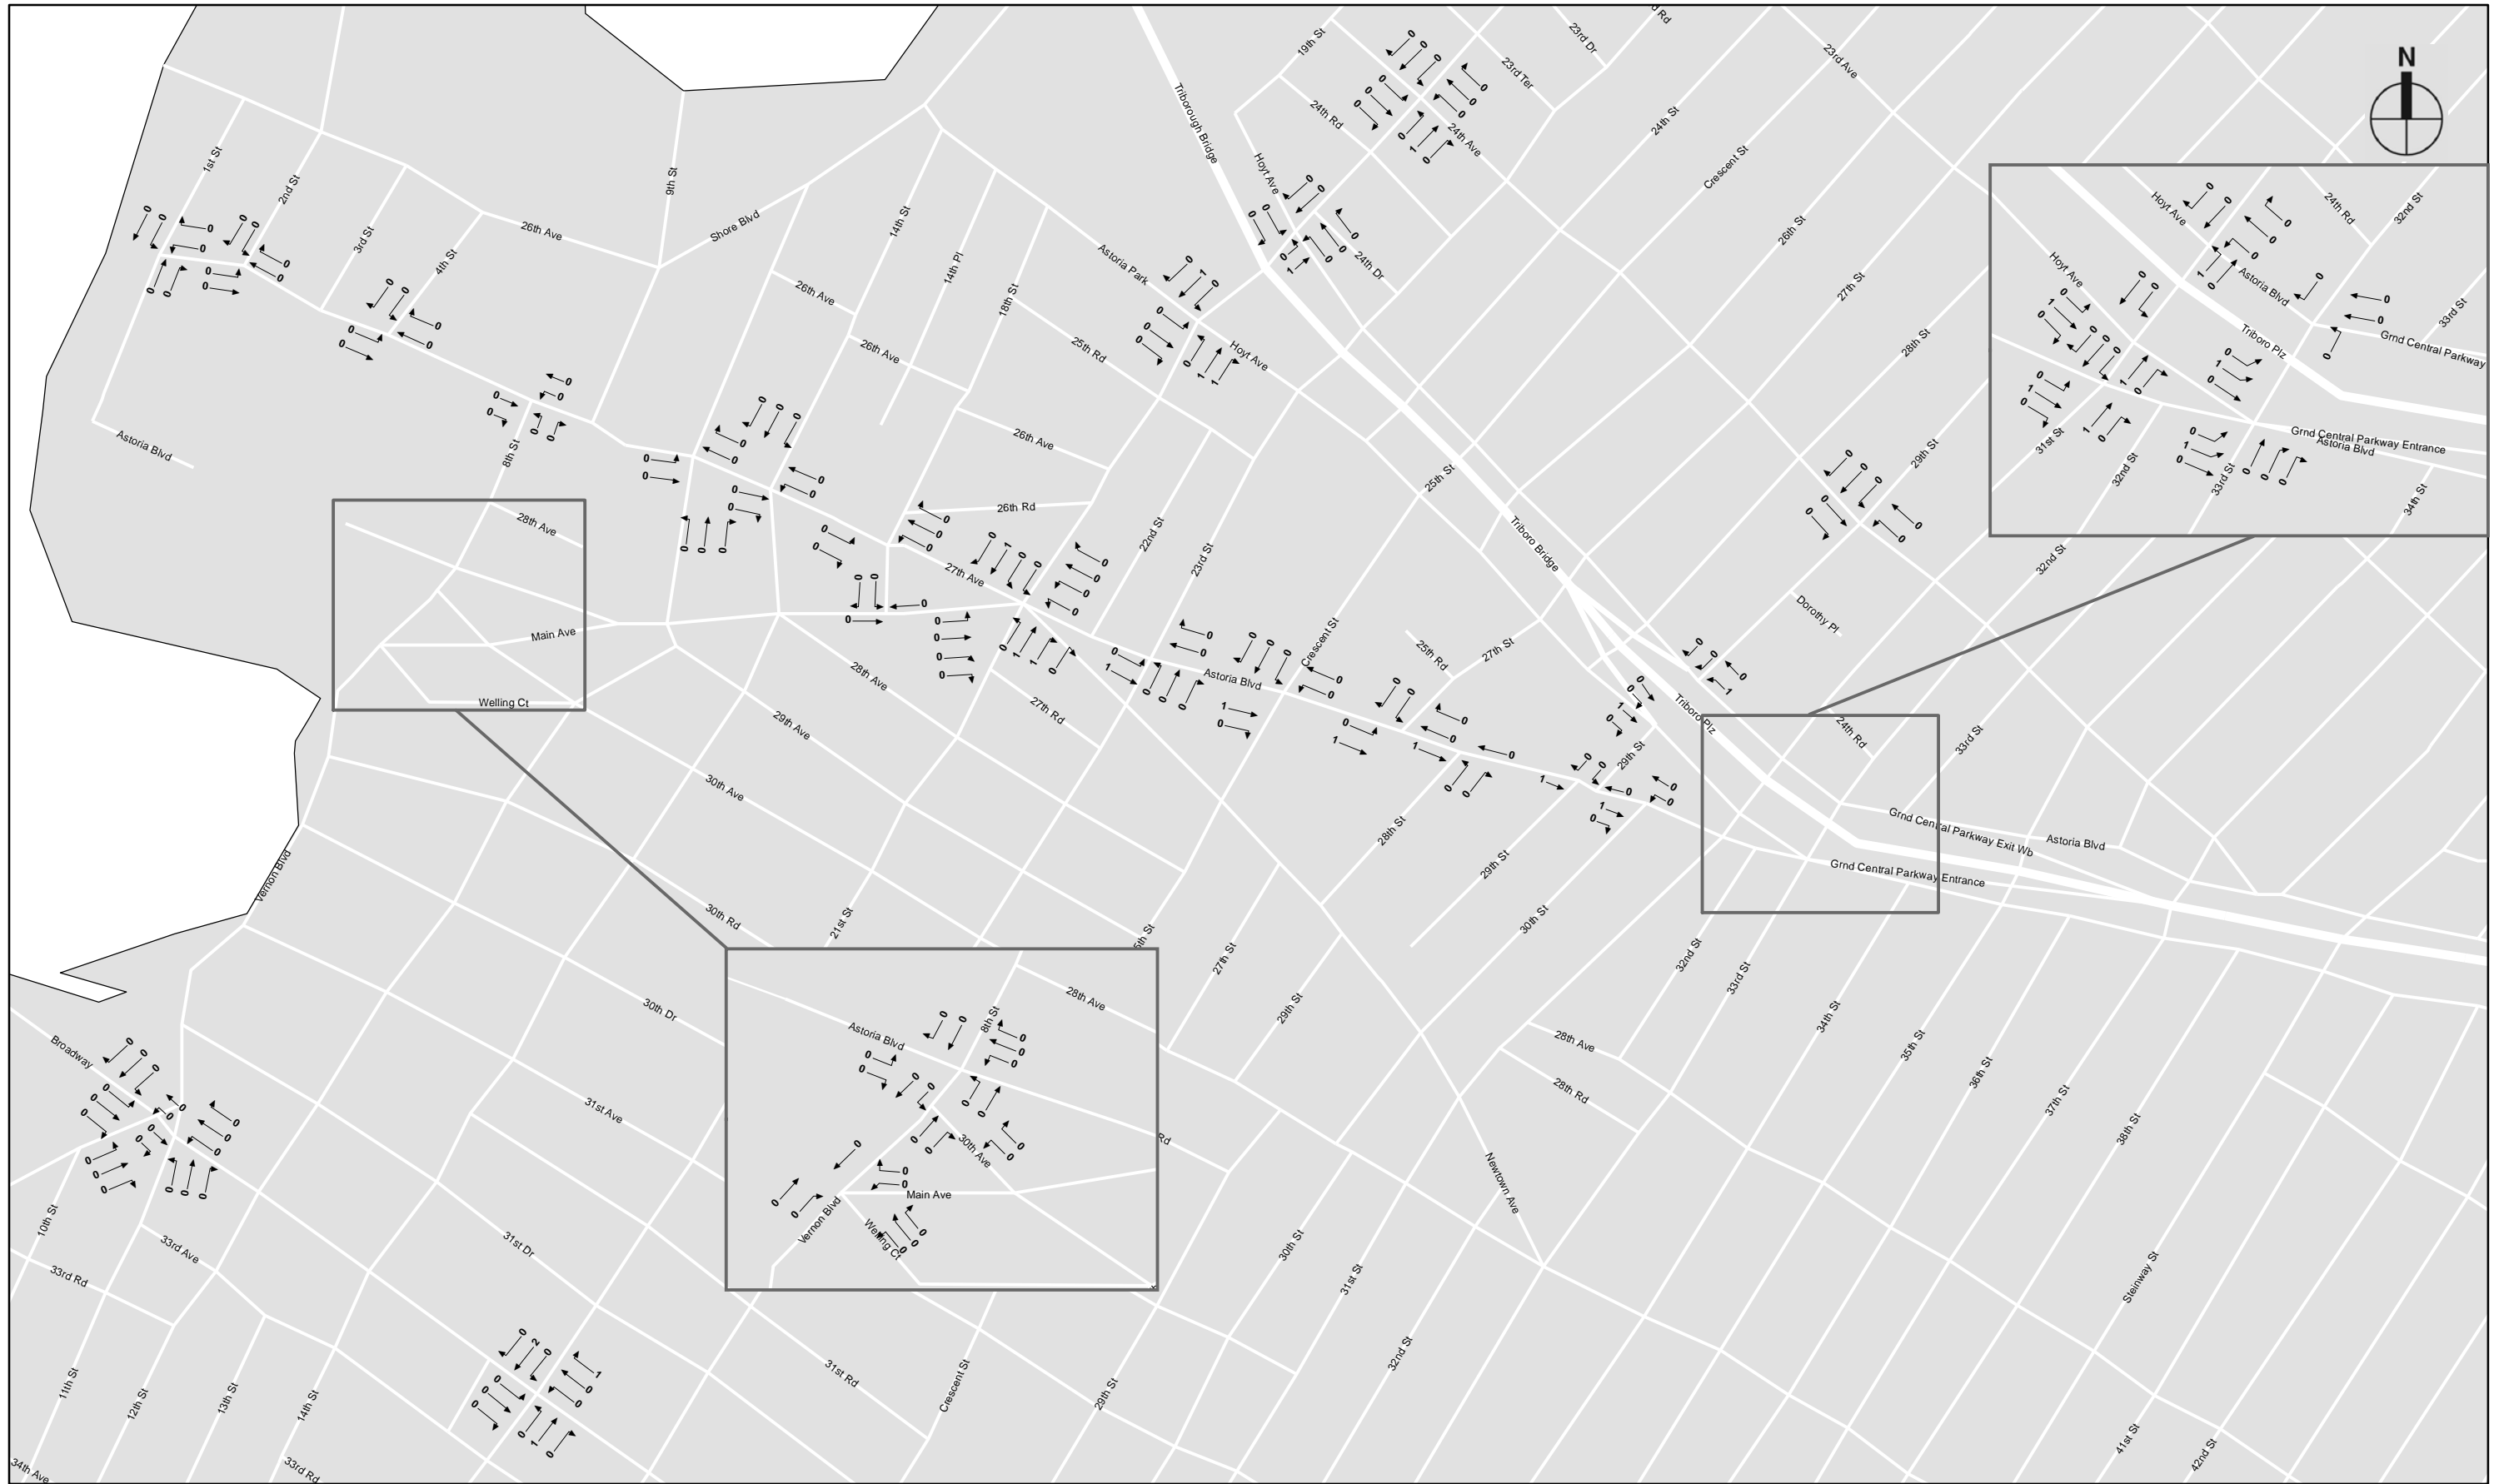 19th St
23rd Dr
d Rd
23rd Ter
23rd Ave
N
24th Rd
24th Ave
24th St
Triborough Bridge
Hoyt Ave
Crescent St
1st St
2nd St
3rd St
4th St
26th Ave
9th St
Shore Blvd
14th St
14th Pl
18th St
Astoria Park
24th Dr
26th St
27th St
28th St
29th St
26th Ave
26th Ave
25th Rd
Hoyt Ave
26th Ave
Hoyt Ave
Hoyt Ave
24th Rd
32nd St
33rd St
Astoria Blvd
Triboro Plz
Grnd Central Parkway
Grnd Central Parkway Entrance
Astoria Blvd
31st St
32nd St
33rd St
34th St
Astoria Blvd
8th St
28th Ave
Main Ave
Welling Ct
26th Rd
27th Ave
22nd St
23rd St
25th St
Triboro Bridge
Crescent St
Astoria Blvd
25th Rd
27th St
Dorothy Pl
32nd St
33rd St
24th Rd
Triboro Plz
29th St
28th Ave
27th Rd
29th Ave
30th Ave
28th St
29th St
30th St
Grnd Central Parkway Exit Wb
Astoria Blvd
Grnd Central Parkway Entrance
Vernon Blvd
30th Rd
21st St
5th St
27th St
29th St
32nd St
33rd St
34th St
35th St
36th St
37th St
38th St
30th Dr
31st Ave
28th Ave
28th Rd
Broadway
Astoria Blvd
8th St
28th Ave
Rd
30th Ave
Main Ave
Vernon Blvd
Welling Ct
Newtown Ave
10th St
33rd Ave
33rd Rd
31st Dr
30th St
31st St
Steinway St
11th St
12th St
13th St
14th St
31st Rd
Crescent St
29th St
32nd St
34th Ave
33rd Rd
41st St
42nd St